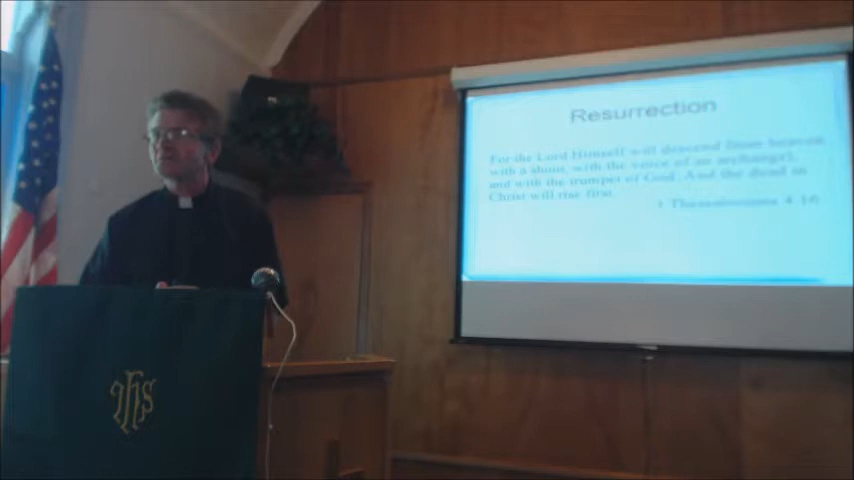 Resurrection
For the Lord Himself will descend from heaven
with a shout, with the voice of an archangel,
and with the trumpet of God. And the dead in
Christ will rise first.
1 Thessalonians 4:16
IHS